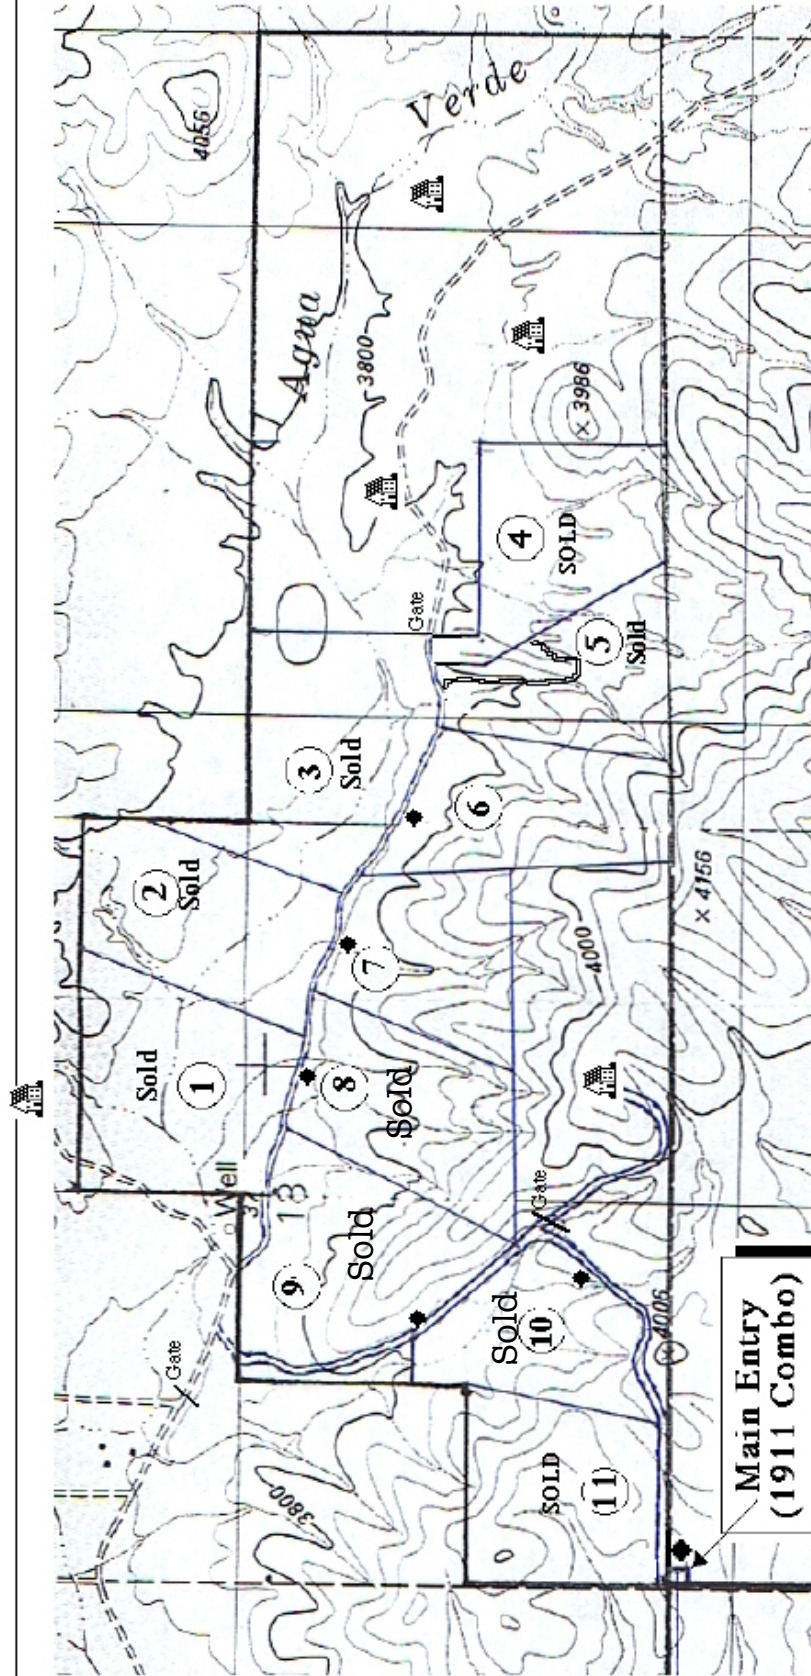 4056
Verde
Agua
3800
× 3986
4
SOLD
Gate
5
Sold
3
Sold
6
2
Sold
× 4156
7
4000
1
Sold
8
Sold
Well
13
Gate
9
Sold
10
Sold
4006
Gate
11
SOLD
3800
Main Entry
(1911 Combo)